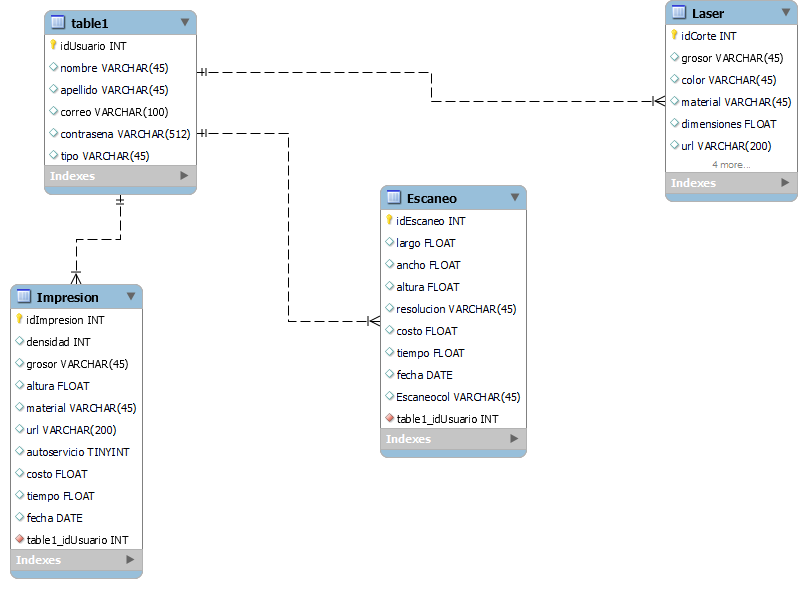 table1
idUsuario INT
nombre VARCHAR(45)
apellido VARCHAR(45)
correo VARCHAR(100)
contrasena VARCHAR(512)
tipo VARCHAR(45)
Indexes
Laser
idCorte INT
grosor VARCHAR(45)
color VARCHAR(45)
material VARCHAR(45)
dimensiones FLOAT
url VARCHAR(200)
4 more...
Indexes
Escaneo
idEscaneo INT
largo FLOAT
ancho FLOAT
altura FLOAT
resolucion VARCHAR(45)
costo FLOAT
tiempo FLOAT
fecha DATE
Escaneocol VARCHAR(45)
table1_idUsuario INT
Indexes
Impresion
idImpresion INT
densidad INT
grosor VARCHAR(45)
altura FLOAT
material VARCHAR(45)
url VARCHAR(200)
autoservicio TINYINT
costo FLOAT
tiempo FLOAT
fecha DATE
table1_idUsuario INT
Indexes